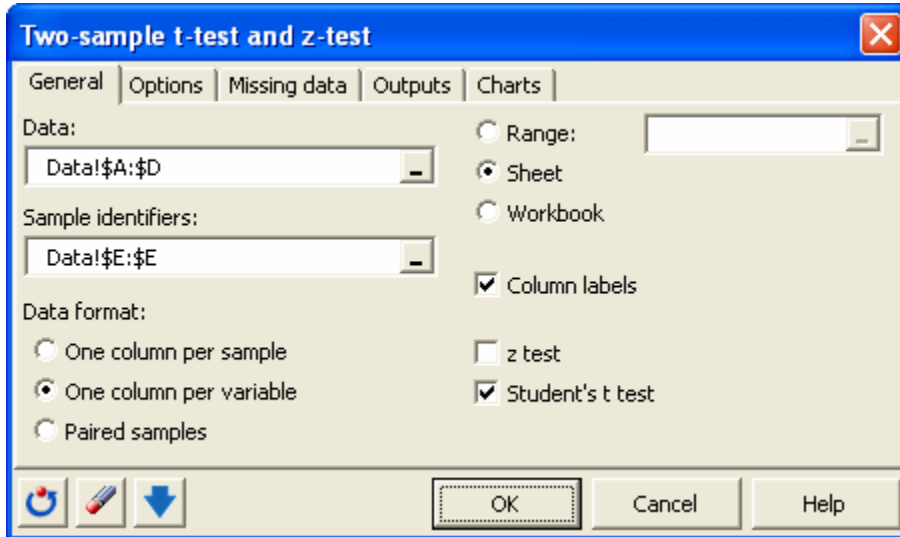 Two-sample t-test and z-test
General Options Missing data Outputs Charts
Data:
Data!$A:$D
Sample identifiers:
Data!$E:$E
Data format:
One column per sample
One column per variable
Paired samples
Range:
Sheet
Workbook
Column labels
z test
Student's t test
OK Cancel Help